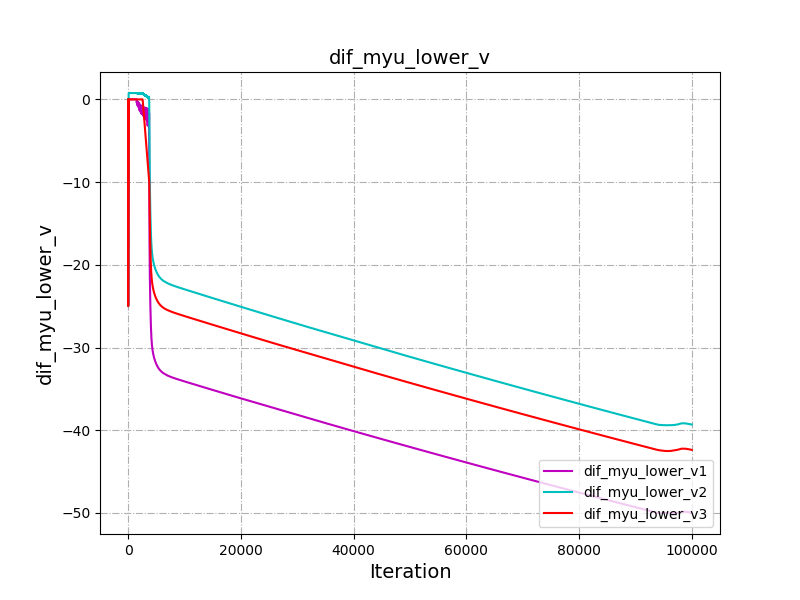 dif_myu_lower_v
dif_myu_lower_v
0
−10
−20
−30
−40
−50
dif_myu_lower_v1
dif_myu_lower_v2
dif_myu_lower_v3
0 20000 40000 60000 80000 100000
Iteration